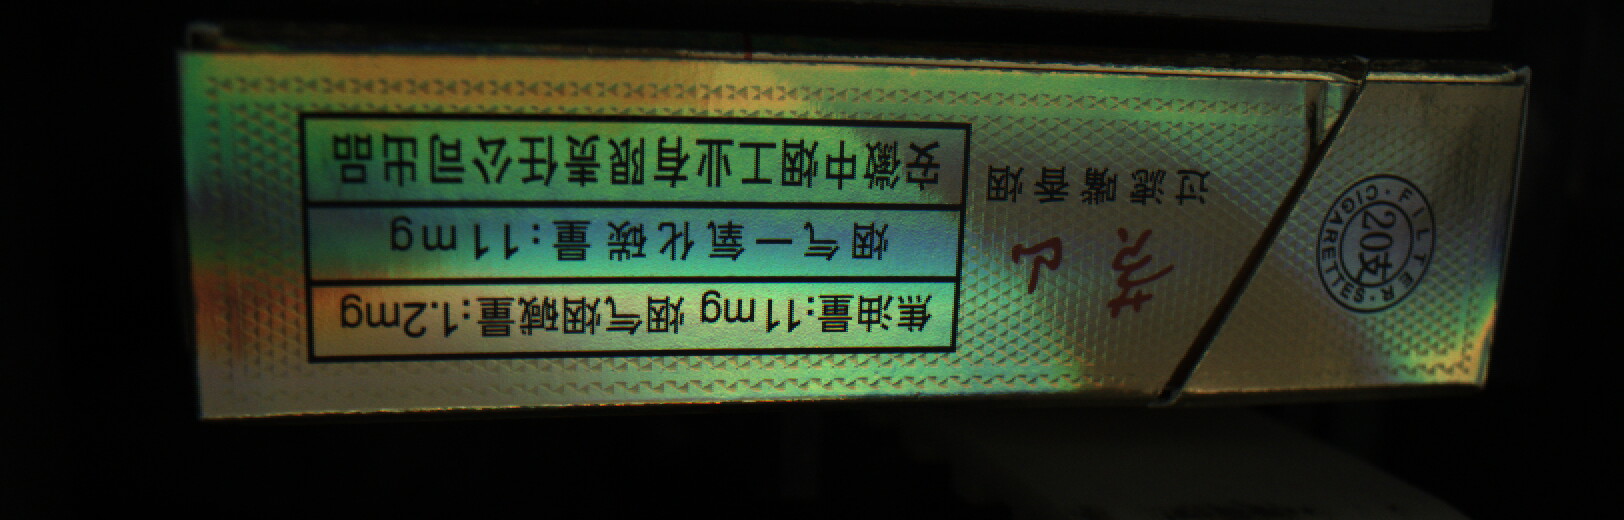 FILTER CIGARELLES
20支
过滤嘴香烟
焦油量:11mg 烟气烟碱量:1.2mg
烟气一氧化碳量:11mg
安徽中烟工业有限责任公司出品